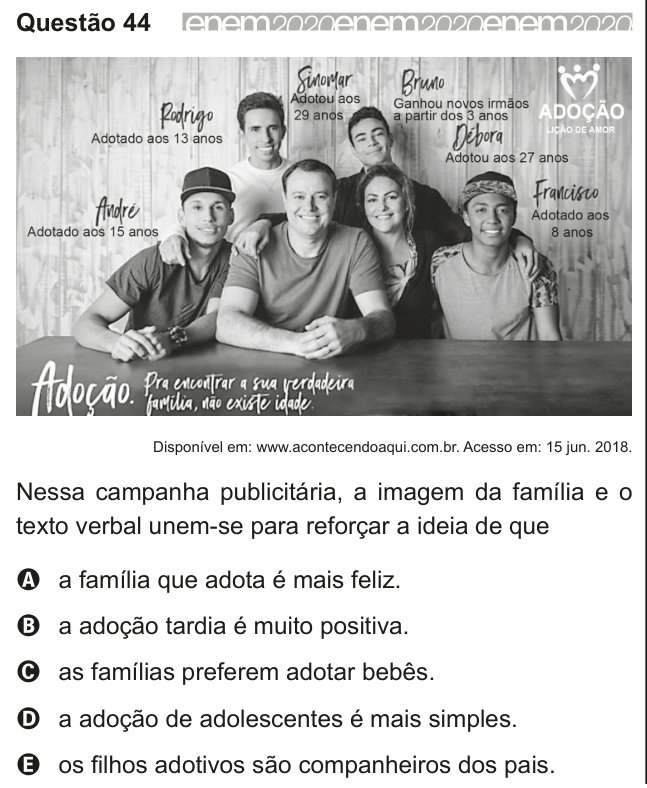 Questão 44
enem2020enem2020enem2020
Sinomar
Adotou aos
29 anos
Bruno
Ganhou novos irmãos
a partir dos 3 anos
ADOÇÃO
LIÇÃO DE AMOR
Rodrigo
Adotado aos 13 anos
Débora
Adotou aos 27 anos
André
Adotado aos 15 anos
Francisco
Adotado aos
8 anos
Adoção. Pra encontrar a sua verdadeira
família, não existe idade.
Disponível em: www.acontecendoaqui.com.br. Acesso em: 15 jun. 2018.
Nessa campanha publicitária, a imagem da família e o
texto verbal unem-se para reforçar a ideia de que
A a família que adota é mais feliz.
B a adoção tardia é muito positiva.
C as famílias preferem adotar bebês.
D a adoção de adolescentes é mais simples.
E os filhos adotivos são companheiros dos pais.